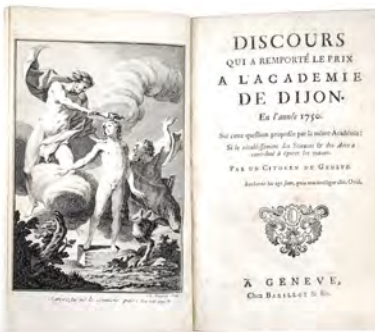 DISCOURS
QUI A REMPORTÉ LE PRIX
A L'ACADEMIE
DE DIJON.
En l'année 1750.
Sur cette question proposée par la même Académie:
Si le rétablissement des Sciences & des Arts a
contribué à épurer les mœurs.
PAR UN CITOYEN DE GENÉVE.
Barbarus hic ego sum, quia non intelligor illis. Ovid.
A GENEVE,
Chez BARILLOT & fils.